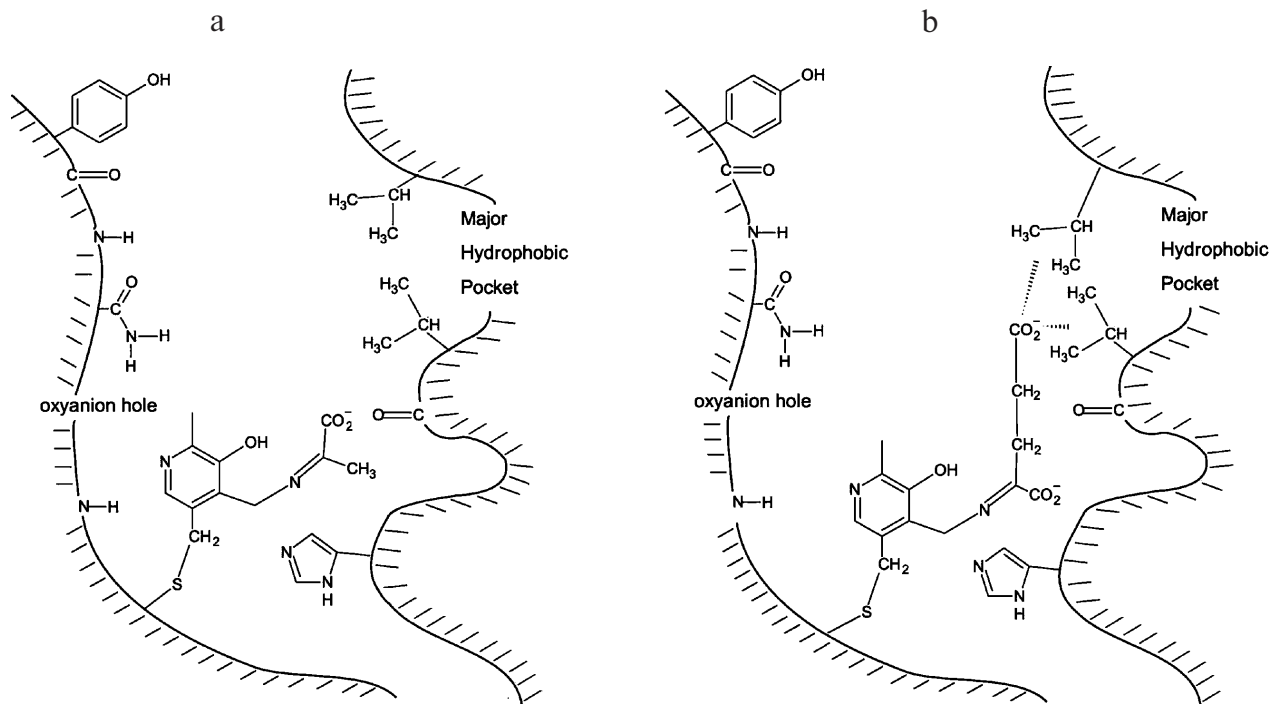 a
OH
C=O
N-H
O
C
N-H
H
oxyanion hole
N-H
H₃C
CH
H₃C
Major
Hydrophobic
Pocket
H₃C
CH
H₃C
O=C
CO₂⁻
CH₃
N
OH
N
CH₂
S
N
N
H
b
OH
C=O
N-H
O
C
N-H
H
oxyanion hole
N-H
H₃C
CH
H₃C
Major
Hydrophobic
Pocket
H₃C
CH
H₃C
CO₂⁻
CH₂
CH₂
O=C
CO₂⁻
N
OH
N
CH₂
S
N
N
H